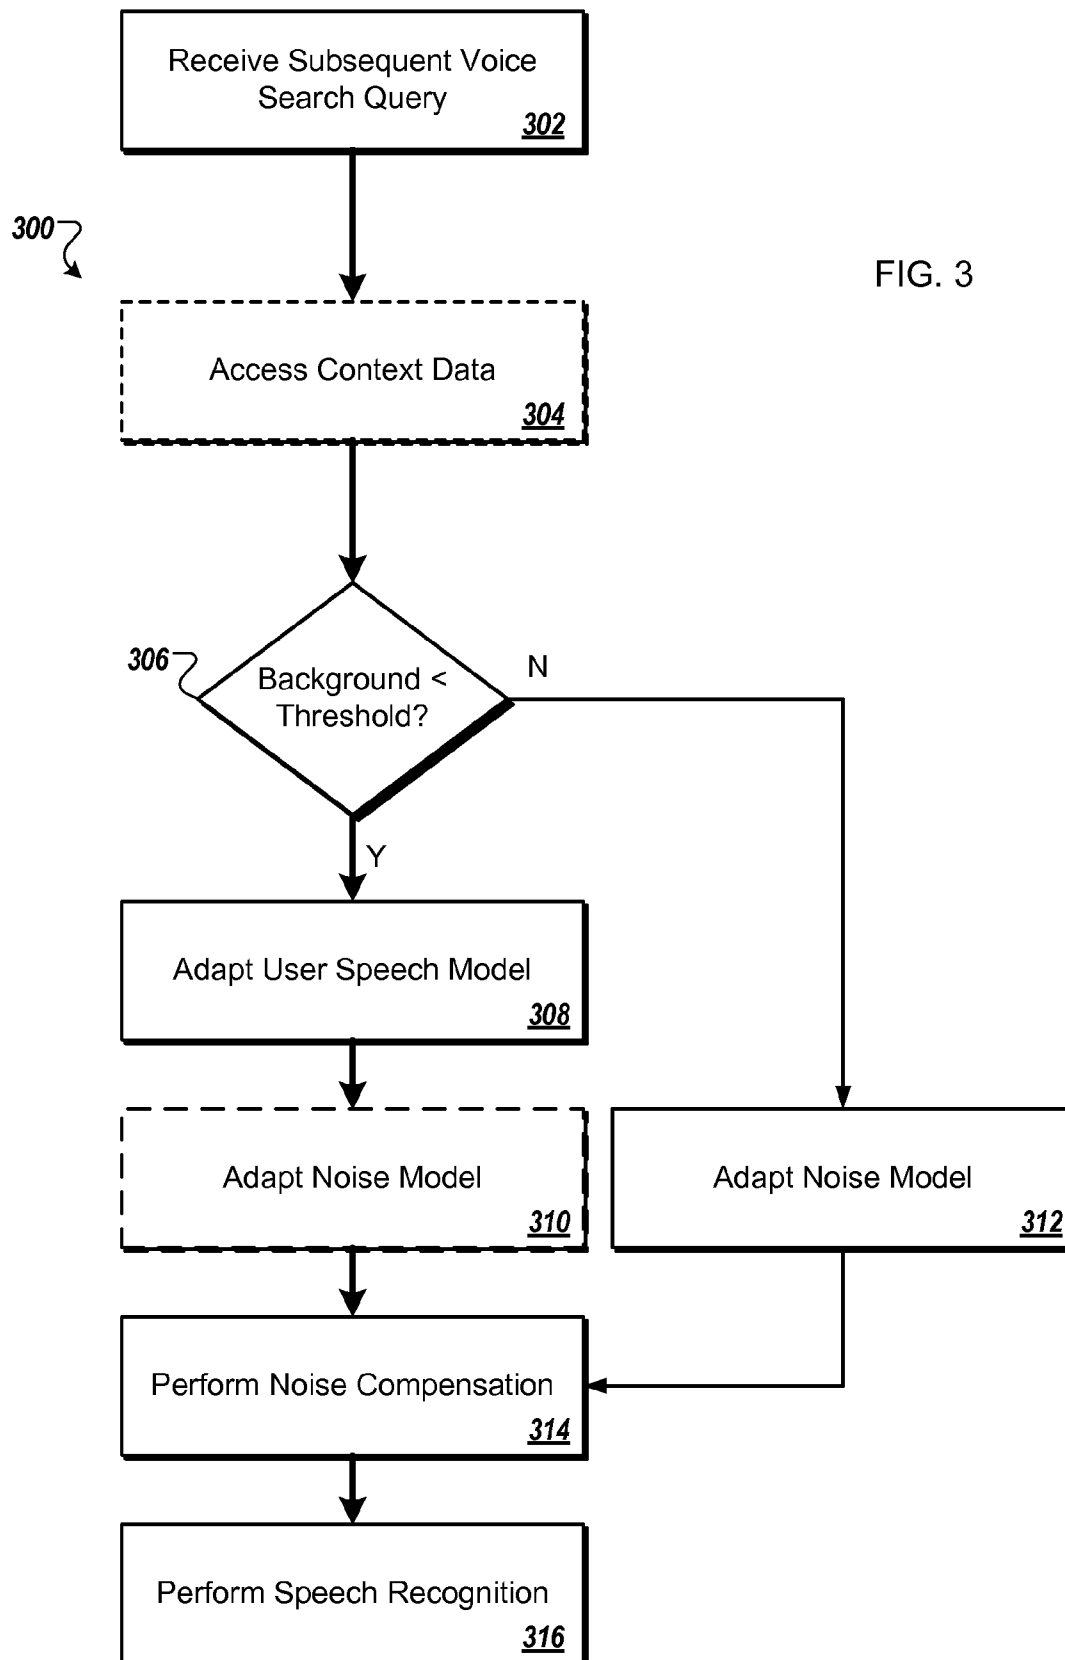 Receive Subsequent Voice
Search Query
302
300
FIG. 3
Access Context Data
304
306
Background <
Threshold?
N
Y
Adapt User Speech Model
308
Adapt Noise Model
310
Adapt Noise Model
312
Perform Noise Compensation
314
Perform Speech Recognition
316